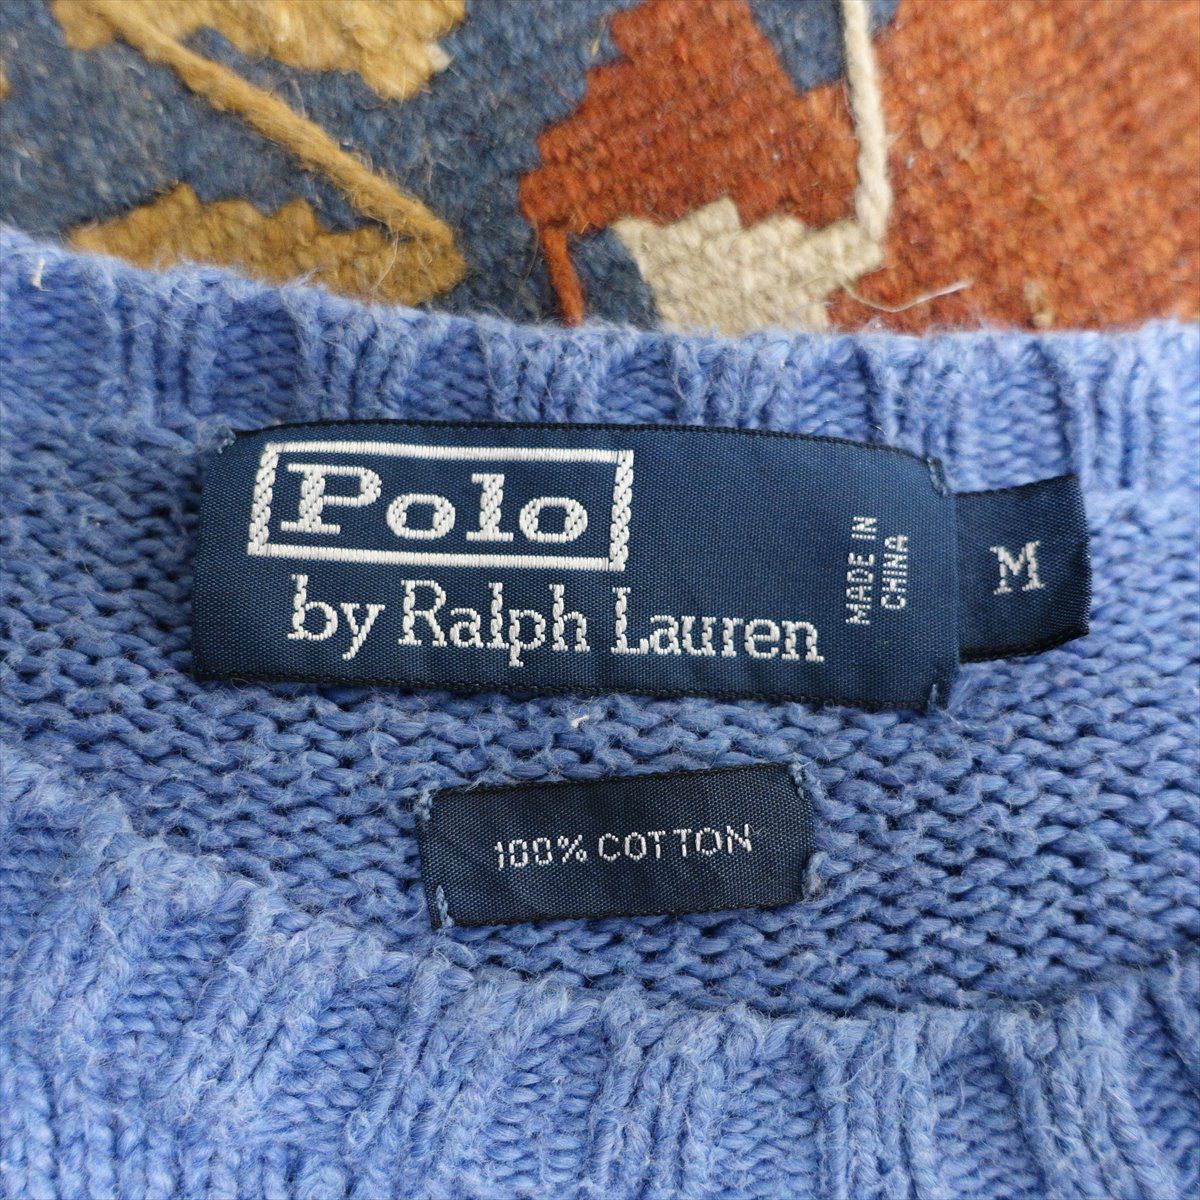 Polo
by Ralph Lauren
MADE IN
CHINA
M
100% COTTON